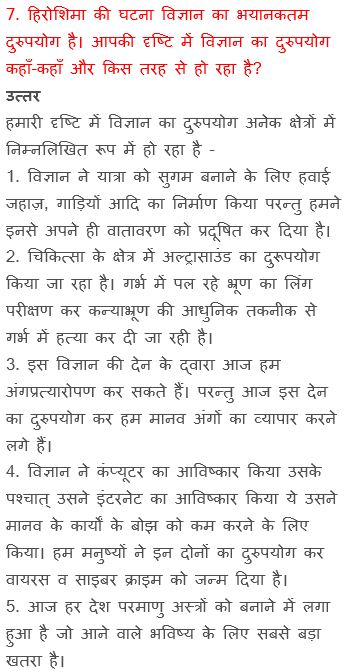 7. हिरोशिमा की घटना विज्ञान का भयानकतम
दुरुपयोग है। आपकी दृष्टि में विज्ञान का दुरुपयोग
कहाँ-कहाँ और किस तरह से हो रहा है?
उत्तर
हमारी दृष्टि में विज्ञान का दुरुपयोग अनेक क्षेत्रों में
निम्नलिखित रूप में हो रहा है -
1. विज्ञान ने यात्रा को सुगम बनाने के लिए हवाई
जहाज़, गाड़ियों आदि का निर्माण किया परन्तु हमने
इनसे अपने ही वातावरण को प्रदूषित कर दिया है।
2. चिकित्सा के क्षेत्र में अल्ट्रासाउंड का दुरूपयोग
किया जा रहा है। गर्भ में पल रहे भ्रूण का लिंग
परीक्षण कर कन्याभ्रूण की आधुनिक तकनीक से
गर्भ में हत्या कर दी जा रही है।
3. इस विज्ञान की देन के द्वारा आज हम
अंगप्रत्यारोपण कर सकते हैं। परन्तु आज इस देन
का दुरुपयोग कर हम मानव अंगों का व्यापार करने
लगे हैं।
4. विज्ञान ने कंप्यूटर का आविष्कार किया उसके
पश्चात् उसने इंटरनेट का आविष्कार किया ये उसने
मानव के कार्यों के बोझ को कम करने के लिए
किया। हम मनुष्यों ने इन दोनों का दुरुपयोग कर
वायरस व साइबर क्राइम को जन्म दिया है।
5. आज हर देश परमाणु अस्त्रों को बनाने में लगा
हुआ है जो आने वाले भविष्य के लिए सबसे बड़ा
खतरा है।